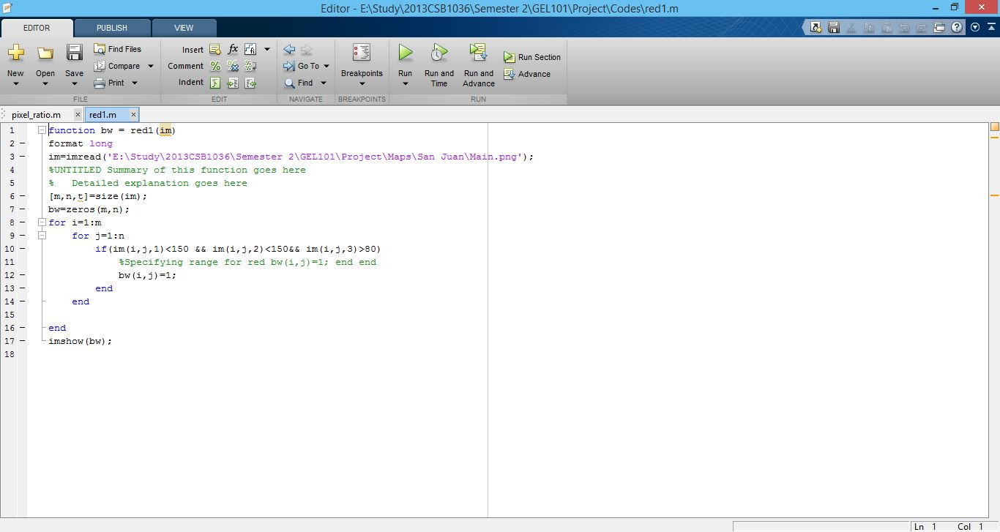 Editor - E:\Study\2013CSB1036\Semester 2\GEL101\Project\Codes\red1.m
EDITOR PUBLISH VIEW
New Open Save Find Files Compare Print
Insert fx
Comment
Indent
Go To Find
Breakpoints
Run Run and Time Run and Advance Run Section Advance
FILE EDIT NAVIGATE BREAKPOINTS RUN
pixel_ratio.m × red1.m ×
1 function bw = red1(im)
2 format long
3 im=imread('E:\Study\2013CSB1036\Semester 2\GEL101\Project\Maps\San Juan\Main.png');
4 %UNTITLED Summary of this function goes here
5 %   Detailed explanation goes here
6 [m,n,t]=size(im);
7 bw=zeros(m,n);
8 for i=1:m
9     for j=1:n
10         if(im(i,j,1)<150 && im(i,j,2)<150&& im(i,j,3)>80)
11             %Specifying range for red bw(i,j)=1; end end
12             bw(i,j)=1;
13         end
14     end
15
16 end
17 imshow(bw);
18
Ln 1 Col 1